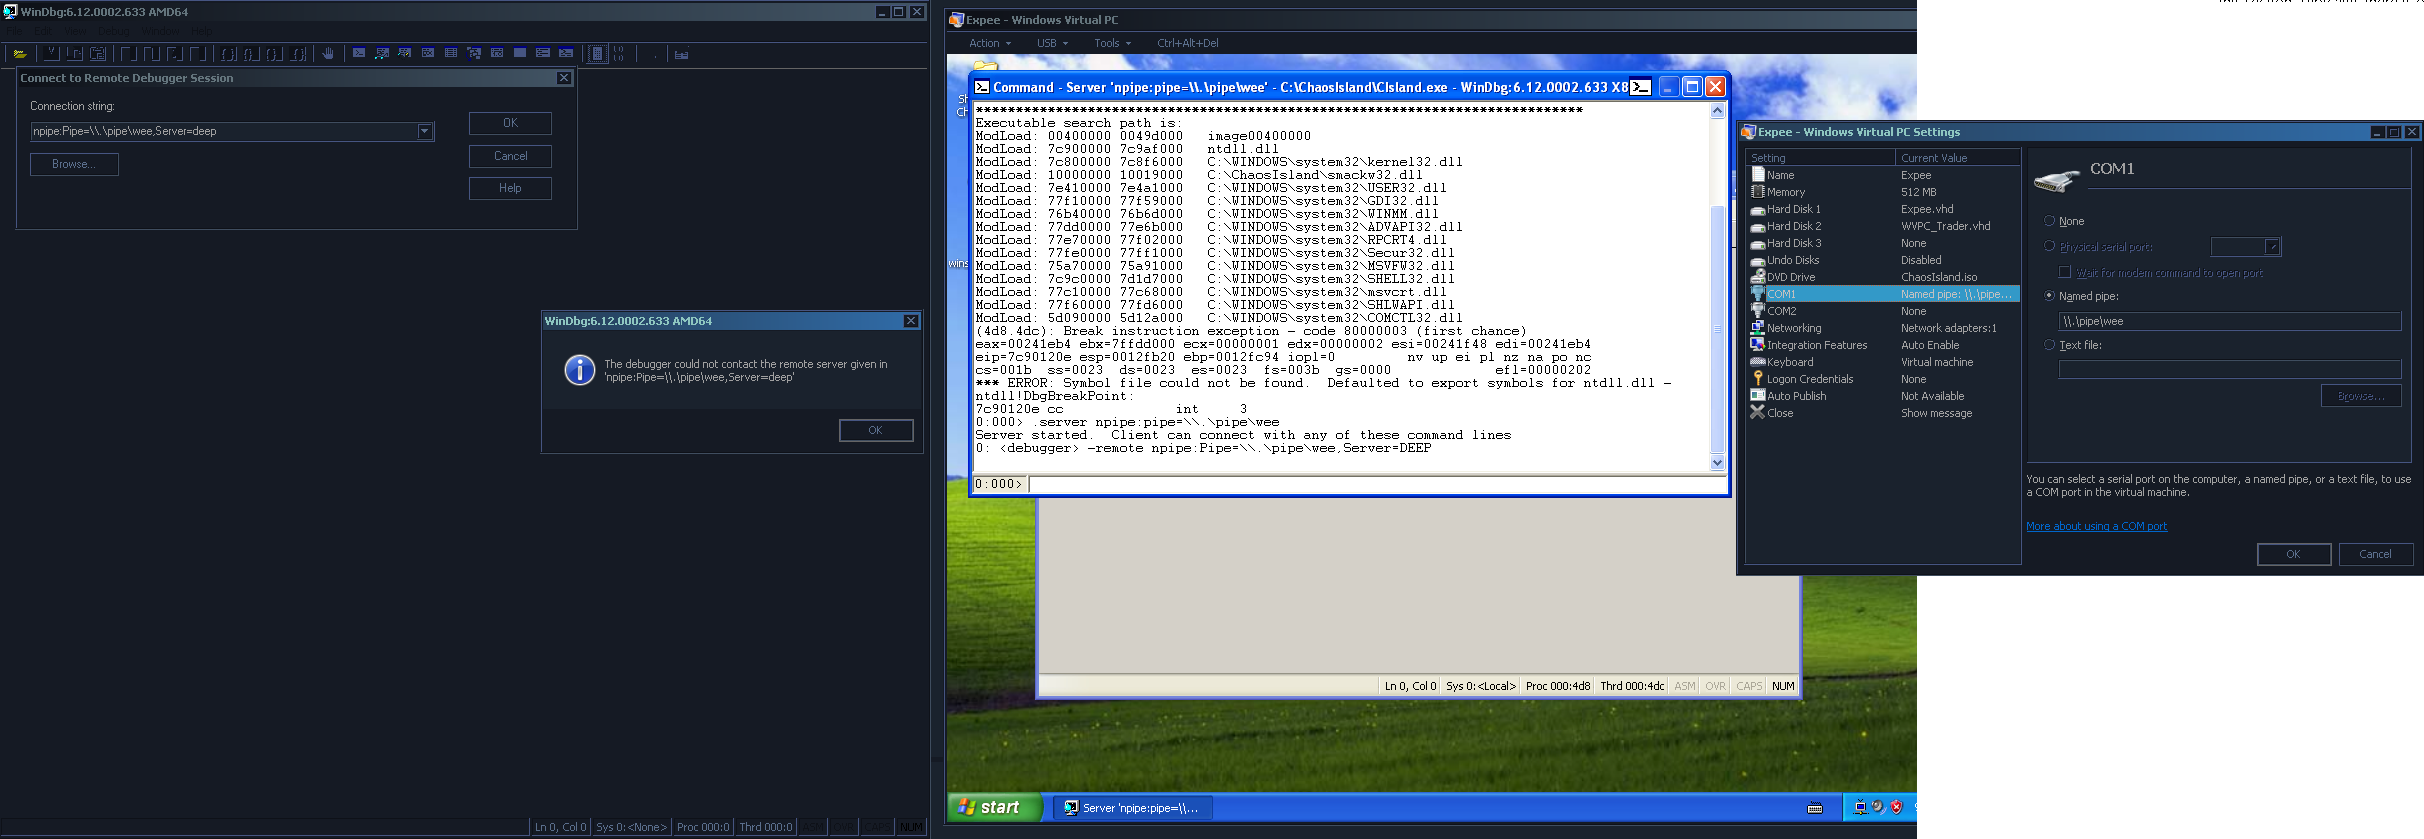 WinDbg:6.12.0002.633 AMD64
File Edit View Debug Window Help
Connect to Remote Debugger Session
Connection string:
npipe:Pipe=\\.\pipe\wee,Server=deep
OK
Cancel
Browse...
Help
WinDbg:6.12.0002.633 AMD64
The debugger could not contact the remote server given in
'npipe:Pipe=\\.\pipe\wee,Server=deep'
OK
Ln 0, Col 0 Sys 0:<None> Proc 000:0 Thrd 000:0 ASM OVR CAPS NUM
Expee - Windows Virtual PC
Action USB Tools Ctrl+Alt+Del
Command - Server 'npipe:pipe=\\.\pipe\wee' - C:\ChaosIsland\CIsland.exe - WinDbg:6.12.0002.633 X8
Executable search path is:
ModLoad: 00400000 0049d000 image00400000
ModLoad: 7c900000 7c9af000 ntdll.dll
ModLoad: 7c800000 7c8f6000 C:\WINDOWS\system32\kernel32.dll
ModLoad: 10000000 10019000 C:\ChaosIsland\smackw32.dll
ModLoad: 7e410000 7e4a1000 C:\WINDOWS\system32\USER32.dll
ModLoad: 77f10000 77f59000 C:\WINDOWS\system32\GDI32.dll
ModLoad: 76b40000 76b6d000 C:\WINDOWS\system32\WINMM.dll
ModLoad: 77dd0000 77e6b000 C:\WINDOWS\system32\ADVAPI32.dll
ModLoad: 77e70000 77f02000 C:\WINDOWS\system32\RPCRT4.dll
ModLoad: 77fe0000 77ff1000 C:\WINDOWS\system32\Secur32.dll
ModLoad: 75a70000 75a91000 C:\WINDOWS\system32\MSVFW32.dll
ModLoad: 7c9c0000 7d1d7000 C:\WINDOWS\system32\SHELL32.dll
ModLoad: 77c10000 77c68000 C:\WINDOWS\system32\msvcrt.dll
ModLoad: 77f60000 77fd6000 C:\WINDOWS\system32\SHLWAPI.dll
ModLoad: 5d090000 5d12a000 C:\WINDOWS\system32\COMCTL32.dll
(4d8.4dc): Break instruction exception - code 80000003 (first chance)
eax=00241eb4 ebx=7ffdd000 ecx=00000001 edx=00000002 esi=00241f48 edi=00241eb4
eip=7c90120e esp=0012fb20 ebp=0012fc94 iopl=0 nv up ei pl nz na po nc
cs=001b ss=0023 ds=0023 es=0023 fs=003b gs=0000 efl=00000202
*** ERROR: Symbol file could not be found. Defaulted to export symbols for ntdll.dll -
ntdll!DbgBreakPoint:
7c90120e cc int 3
0:000> .server npipe:pipe=\\.\pipe\wee
Server started. Client can connect with any of these command lines
0: <debugger> -remote npipe:Pipe=\\.\pipe\wee,Server=DEEP
0:000>
Ln 0, Col 0 Sys 0:<Local> Proc 000:4d8 Thrd 000:4dc ASM OVR CAPS NUM
start
Server 'npipe:pipe=\\...
Expee - Windows Virtual PC Settings
Setting Current Value
Name Expee
Memory 512 MB
Hard Disk 1 Expee.vhd
Hard Disk 2 WVPC_Trader.vhd
Hard Disk 3 None
Undo Disks Disabled
DVD Drive ChaosIsland.iso
COM1 Named pipe: \\.\pipe...
COM2 None
Networking Network adapters:1
Integration Features Auto Enable
Keyboard Virtual machine
Logon Credentials None
Auto Publish Not Available
Close Show message
COM1
None
Physical serial port:
Wait for modem command to open port
Named pipe:
\\.\pipe\wee
Text file:
Browse...
You can select a serial port on the computer, a named pipe, or a text file, to use
a COM port in the virtual machine.
More about using a COM port
OK Cancel